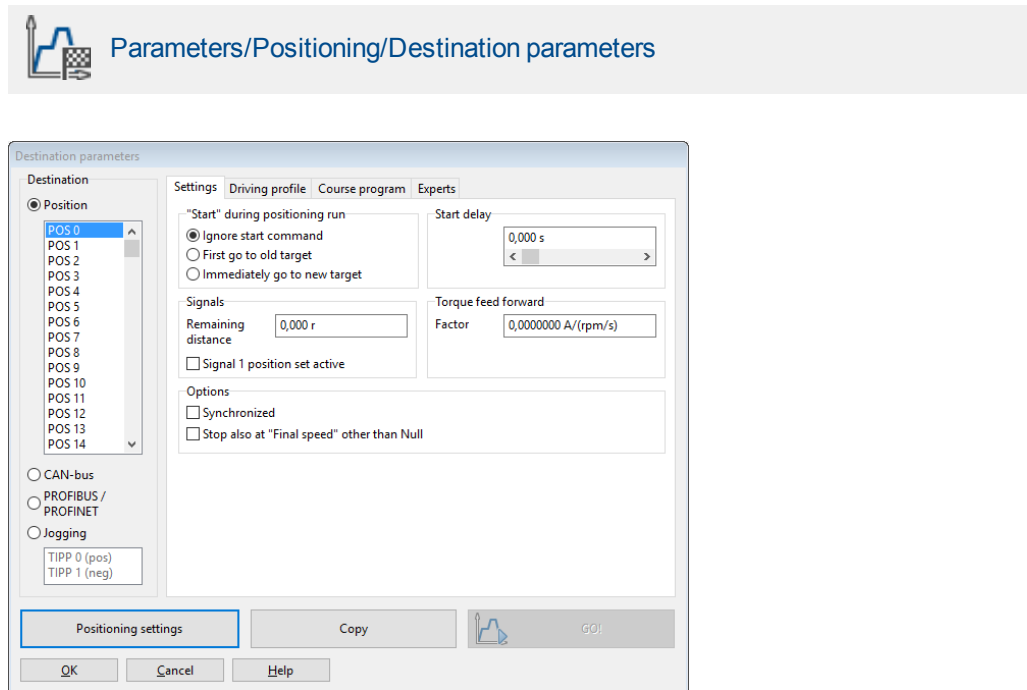 Parameters/Positioning/Destination parameters
Destination parameters
Destination
Position
POS 0
POS 1
POS 2
POS 3
POS 4
POS 5
POS 6
POS 7
POS 8
POS 9
POS 10
POS 11
POS 12
POS 13
POS 14
CAN-bus
PROFIBUS /
PROFINET
Jogging
TIPP 0 (pos)
TIPP 1 (neg)
Settings Driving profile Course program Experts
"Start" during positioning run
Ignore start command
First go to old target
Immediately go to new target
Start delay
0,000 s
Signals
Remaining
distance
0,000 r
Signal 1 position set active
Torque feed forward
Factor 0,0000000 A/(rpm/s)
Options
Synchronized
Stop also at "Final speed" other than Null
Positioning settings Copy GO!
OK Cancel Help